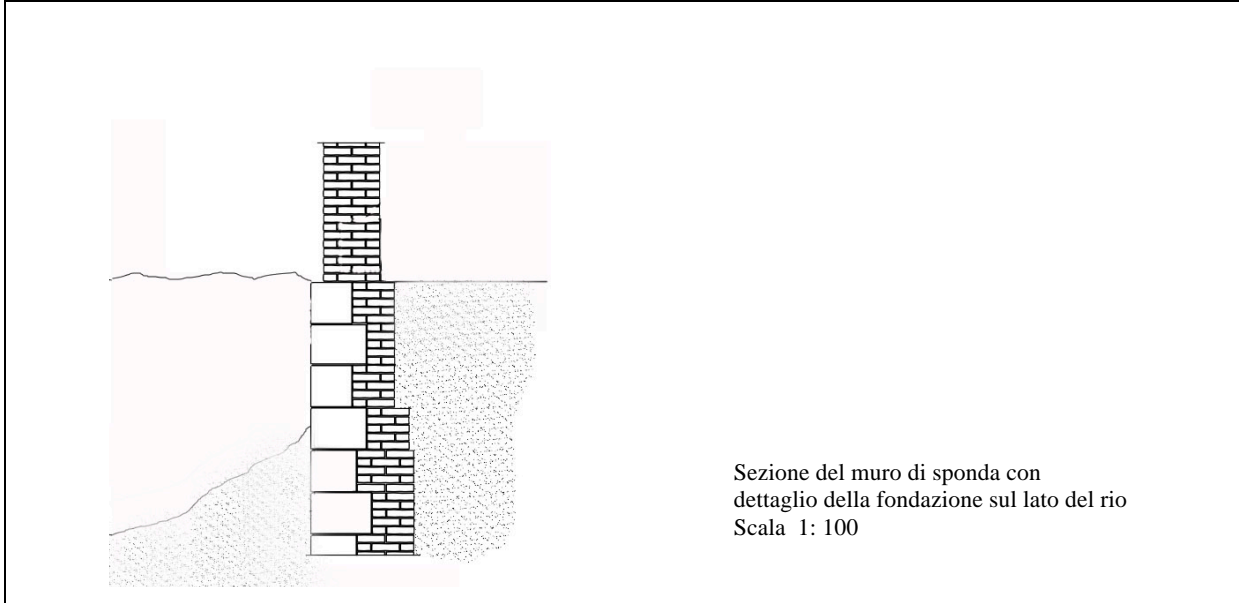 Sezione del muro di sponda con
dettaglio della fondazione sul lato del rio
Scala 1: 100